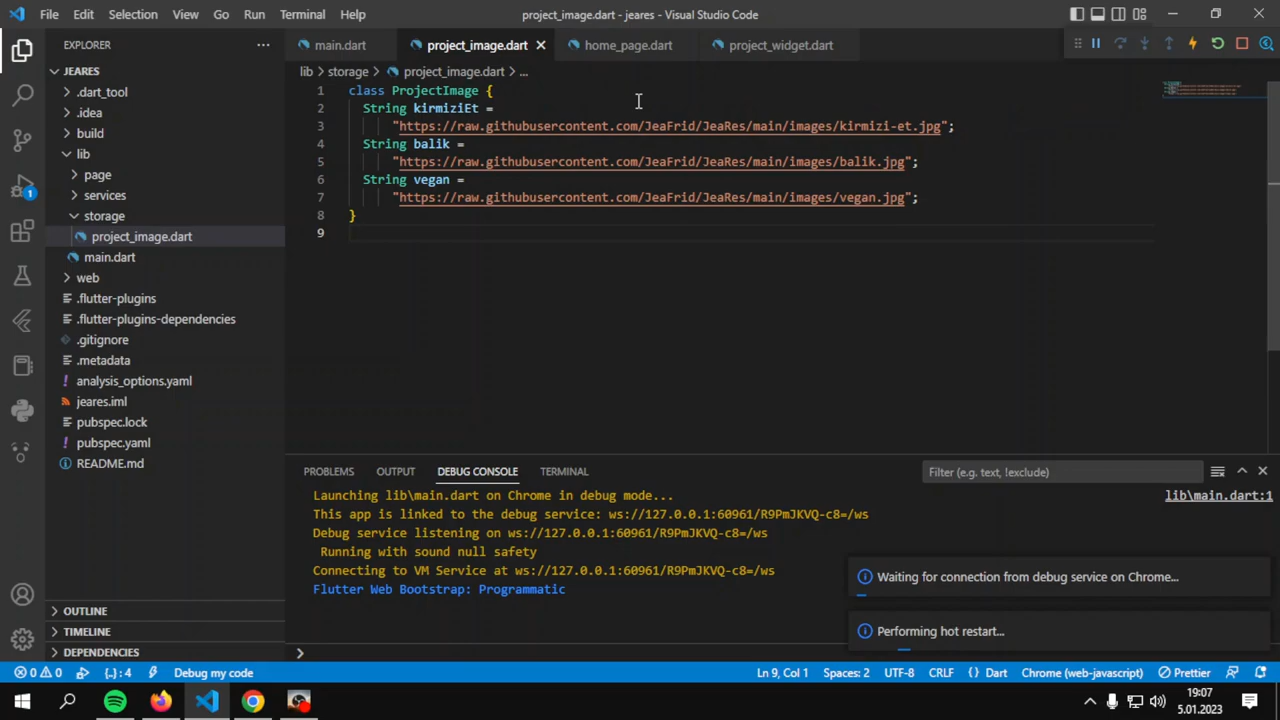 File Edit Selection View Go Run Terminal Help project_image.dart - jeares - Visual Studio Code
EXPLORER
main.dart project_image.dart home_page.dart project_widget.dart
JEARES
lib > storage > project_image.dart > ...
.dart_tool
.idea
build
lib
page
services
storage
project_image.dart
main.dart
web
.flutter-plugins
.flutter-plugins-dependencies
.gitignore
.metadata
analysis_options.yaml
jeares.iml
pubspec.lock
pubspec.yaml
README.md
OUTLINE
TIMELINE
DEPENDENCIES
1
1 class ProjectImage {
2 String kirmiziEt =
3 "https://raw.githubusercontent.com/JeaFrid/JeaRes/main/images/kirmizi-et.jpg";
4 String balik =
5 "https://raw.githubusercontent.com/JeaFrid/JeaRes/main/images/balik.jpg";
6 String vegan =
7 "https://raw.githubusercontent.com/JeaFrid/JeaRes/main/images/vegan.jpg";
8 }
9
PROBLEMS OUTPUT DEBUG CONSOLE TERMINAL Filter (e.g. text, !exclude)
Launching lib\main.dart on Chrome in debug mode... lib\main.dart:1
This app is linked to the debug service: ws://127.0.0.1:60961/R9PmJKVQ-c8=/ws
Debug service listening on ws://127.0.0.1:60961/R9PmJKVQ-c8=/ws
Running with sound null safety
Connecting to VM Service at ws://127.0.0.1:60961/R9PmJKVQ-c8=/ws
Flutter Web Bootstrap: Programmatic
Waiting for connection from debug service on Chrome...
Performing hot restart...
0 0 {.}: 4 Debug my code Ln 9, Col 1 Spaces: 2 UTF-8 CRLF {} Dart Chrome (web-javascript) Prettier
19:07
5.01.2023